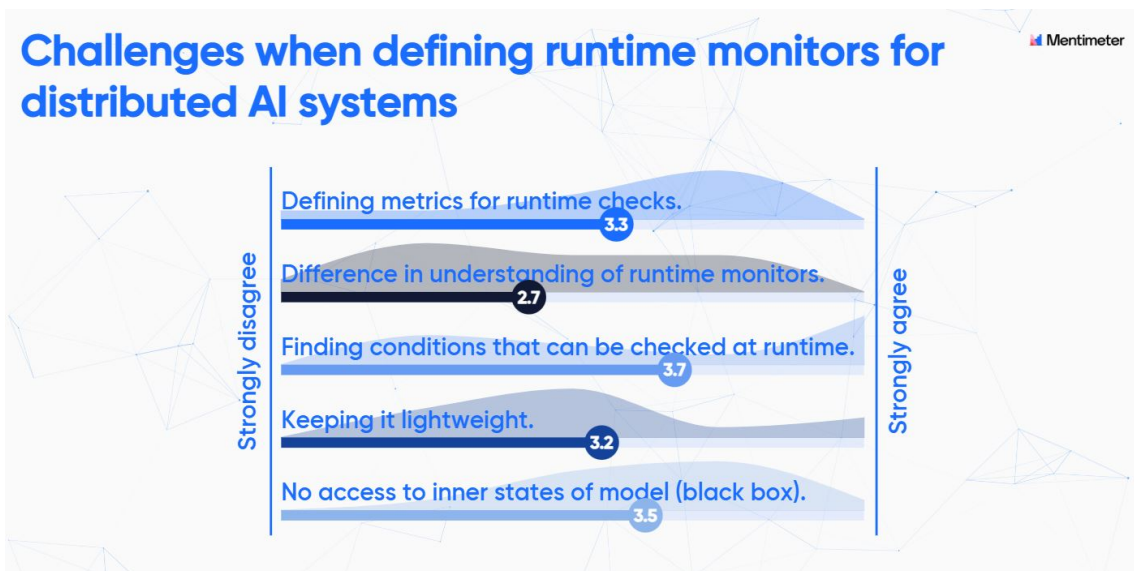 Challenges when defining runtime monitors for
distributed AI systems
Mentimeter
Strongly disagree
Defining metrics for runtime checks.
3.3
Difference in understanding of runtime monitors.
2.7
Finding conditions that can be checked at runtime.
3.7
Keeping it lightweight.
3.2
No access to inner states of model (black box).
3.5
Strongly agree